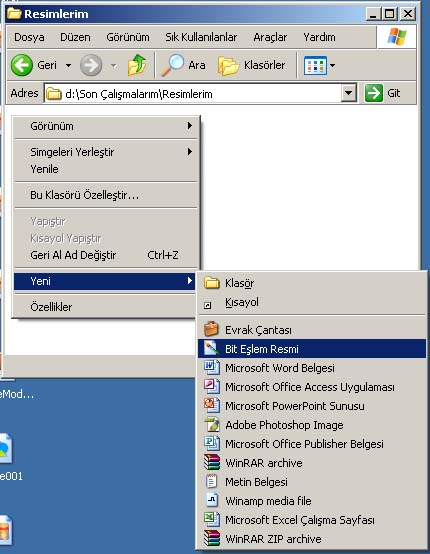 Resimlerim
Dosya Düzen Görünüm Sık Kullanılanlar Araçlar Yardım
Geri Ara Klasörler
Adres d:\Son Çalışmalarım\Resimlerim Git
Görünüm
Simgeleri Yerleştir
Yenile
Bu Klasörü Özelleştir...
Yapıştır
Kısayol Yapıştır
Geri Al Ad Değiştir Ctrl+Z
Yeni
Özellikler
Klasör
Kısayol
Evrak Çantası
Bit Eşlem Resmi
Microsoft Word Belgesi
Microsoft Office Access Uygulaması
Microsoft PowerPoint Sunusu
Adobe Photoshop Image
Microsoft Office Publisher Belgesi
WinRAR archive
Metin Belgesi
Winamp media file
Microsoft Excel Çalışma Sayfası
WinRAR ZIP archive
eMod...
e001